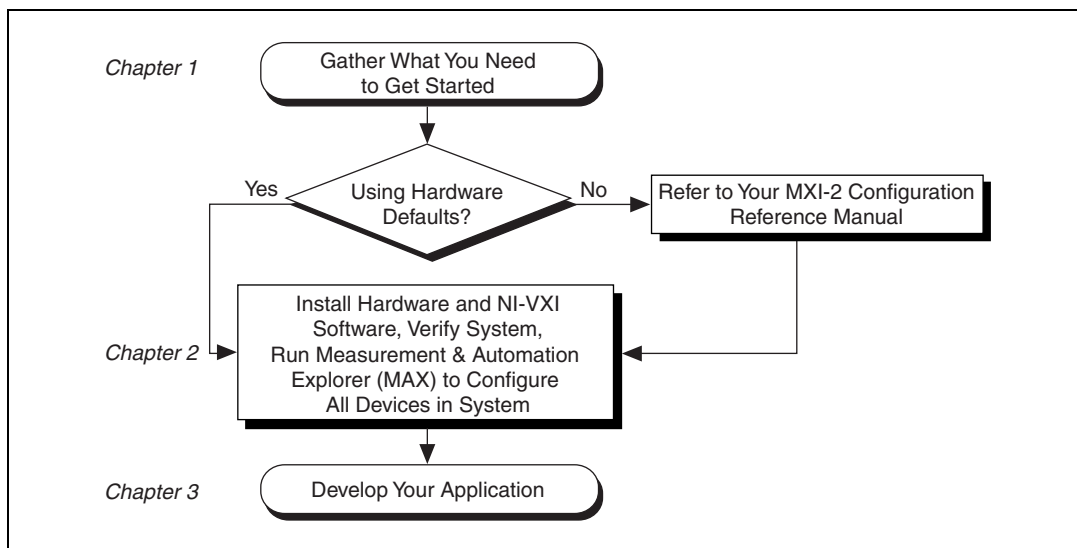 Chapter 1
Gather What You Need
to Get Started
Yes
Using Hardware
Defaults?
No
Refer to Your MXI-2 Configuration
Reference Manual
Chapter 2
Install Hardware and NI-VXI
Software, Verify System,
Run Measurement & Automation
Explorer (MAX) to Configure
All Devices in System
Chapter 3
Develop Your Application